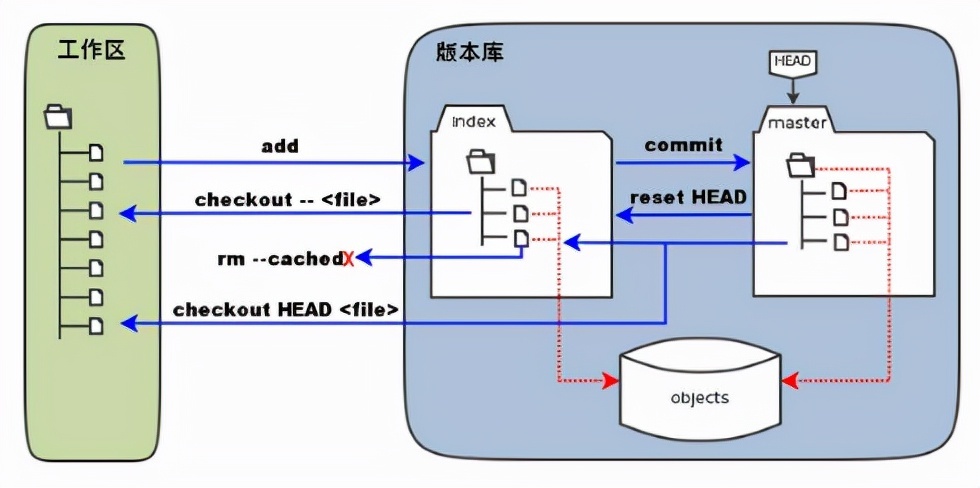 工作区
版本库
HEAD
index
master
add
commit
checkout -- <file>
reset HEAD
rm --cached
X
checkout HEAD <file>
objects